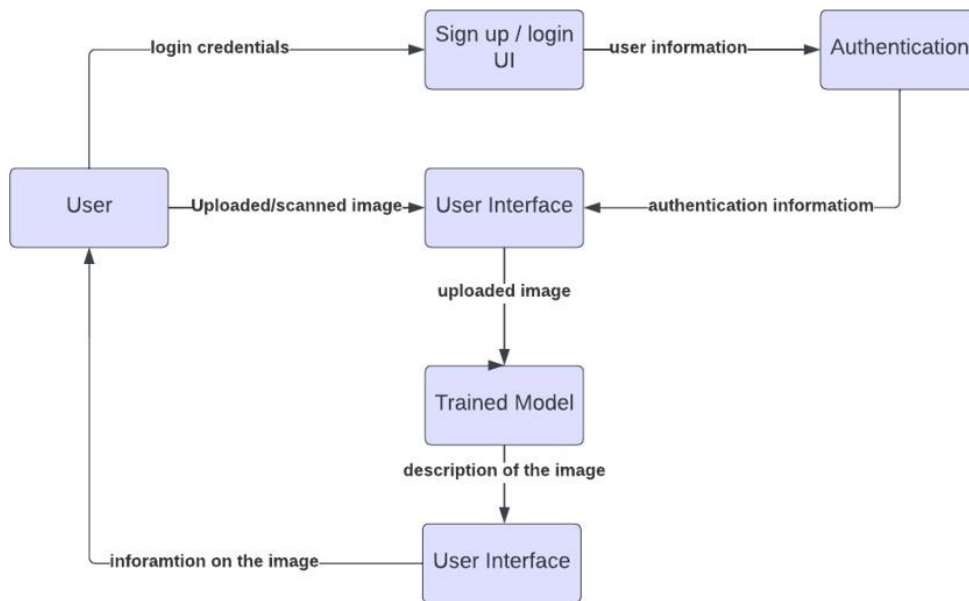 login credentials
Sign up / login
UI
user information
Authentication
User
Uploaded/scanned image
User Interface
authentication informatiom
uploaded image
Trained Model
description of the image
inforamtion on the image
User Interface